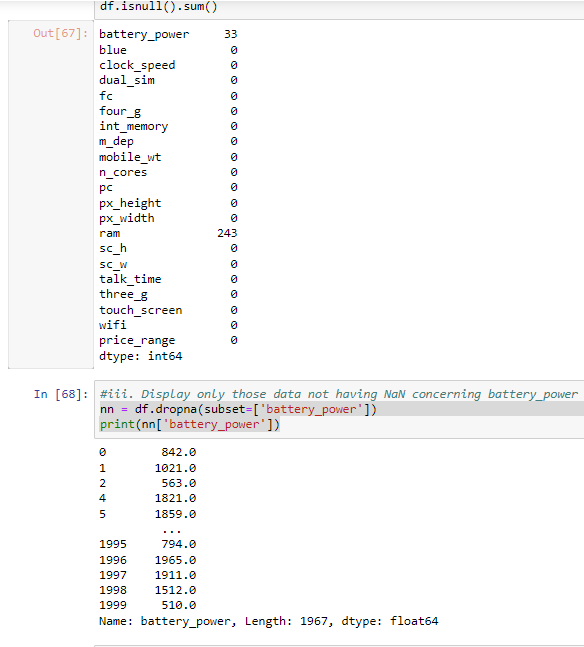 df.isnull().sum()
Out[67]: battery_power 33
blue 0
clock_speed 0
dual_sim 0
fc 0
four_g 0
int_memory 0
m_dep 0
mobile_wt 0
n_cores 0
pc 0
px_height 0
px_width 0
ram 243
sc_h 0
sc_w 0
talk_time 0
three_g 0
touch_screen 0
wifi 0
price_range 0
dtype: int64
In [68]: #iii. Display only those data not having NaN concerning battery_power
nn = df.dropna(subset=['battery_power'])
print(nn['battery_power'])
0 842.0
1 1021.0
2 563.0
4 1821.0
5 1859.0
...
1995 794.0
1996 1965.0
1997 1911.0
1998 1512.0
1999 510.0
Name: battery_power, Length: 1967, dtype: float64